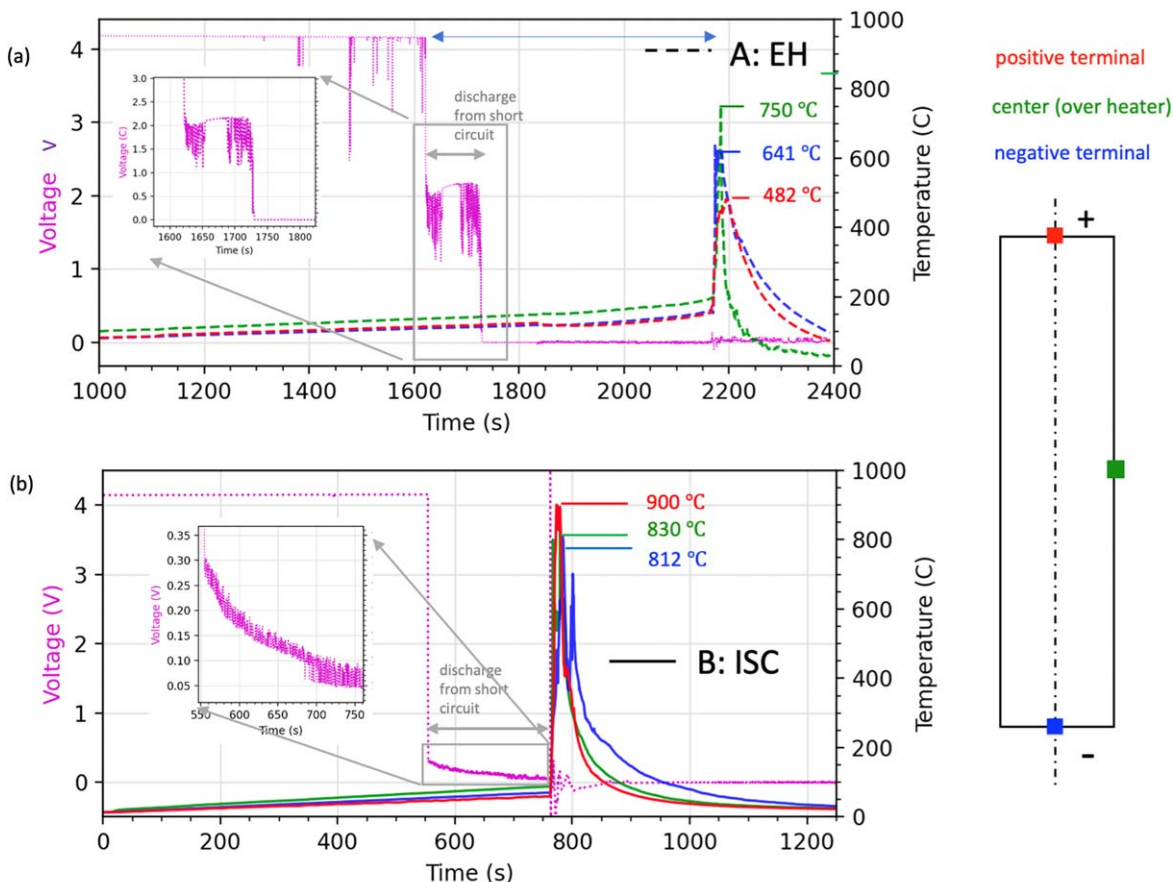 (a)
Voltage v
4
3
2
1
0
1000
800
600
400
200
0
Temperature (C)
A: EH
discharge
from short
circuit
750 °C
641 °C
482 °C
3.0
2.5
2.0
1.5
1.0
0.5
0.0
Voltage (C)
1600 1650 1700 1750 1800
Time (s)
1000 1200 1400 1600 1800 2000 2200 2400
Time (s)
positive terminal
center (over heater)
negative terminal
+
-
(b)
Voltage (V)
4
3
2
1
0
1000
800
600
400
200
0
Temperature (C)
900 °C
830 °C
812 °C
B: ISC
discharge
from short
circuit
0.35
0.30
0.25
0.20
0.15
0.10
0.05
Voltage (V)
550 600 650 700 750
Time (s)
0 200 400 600 800 1000 1200
Time (s)